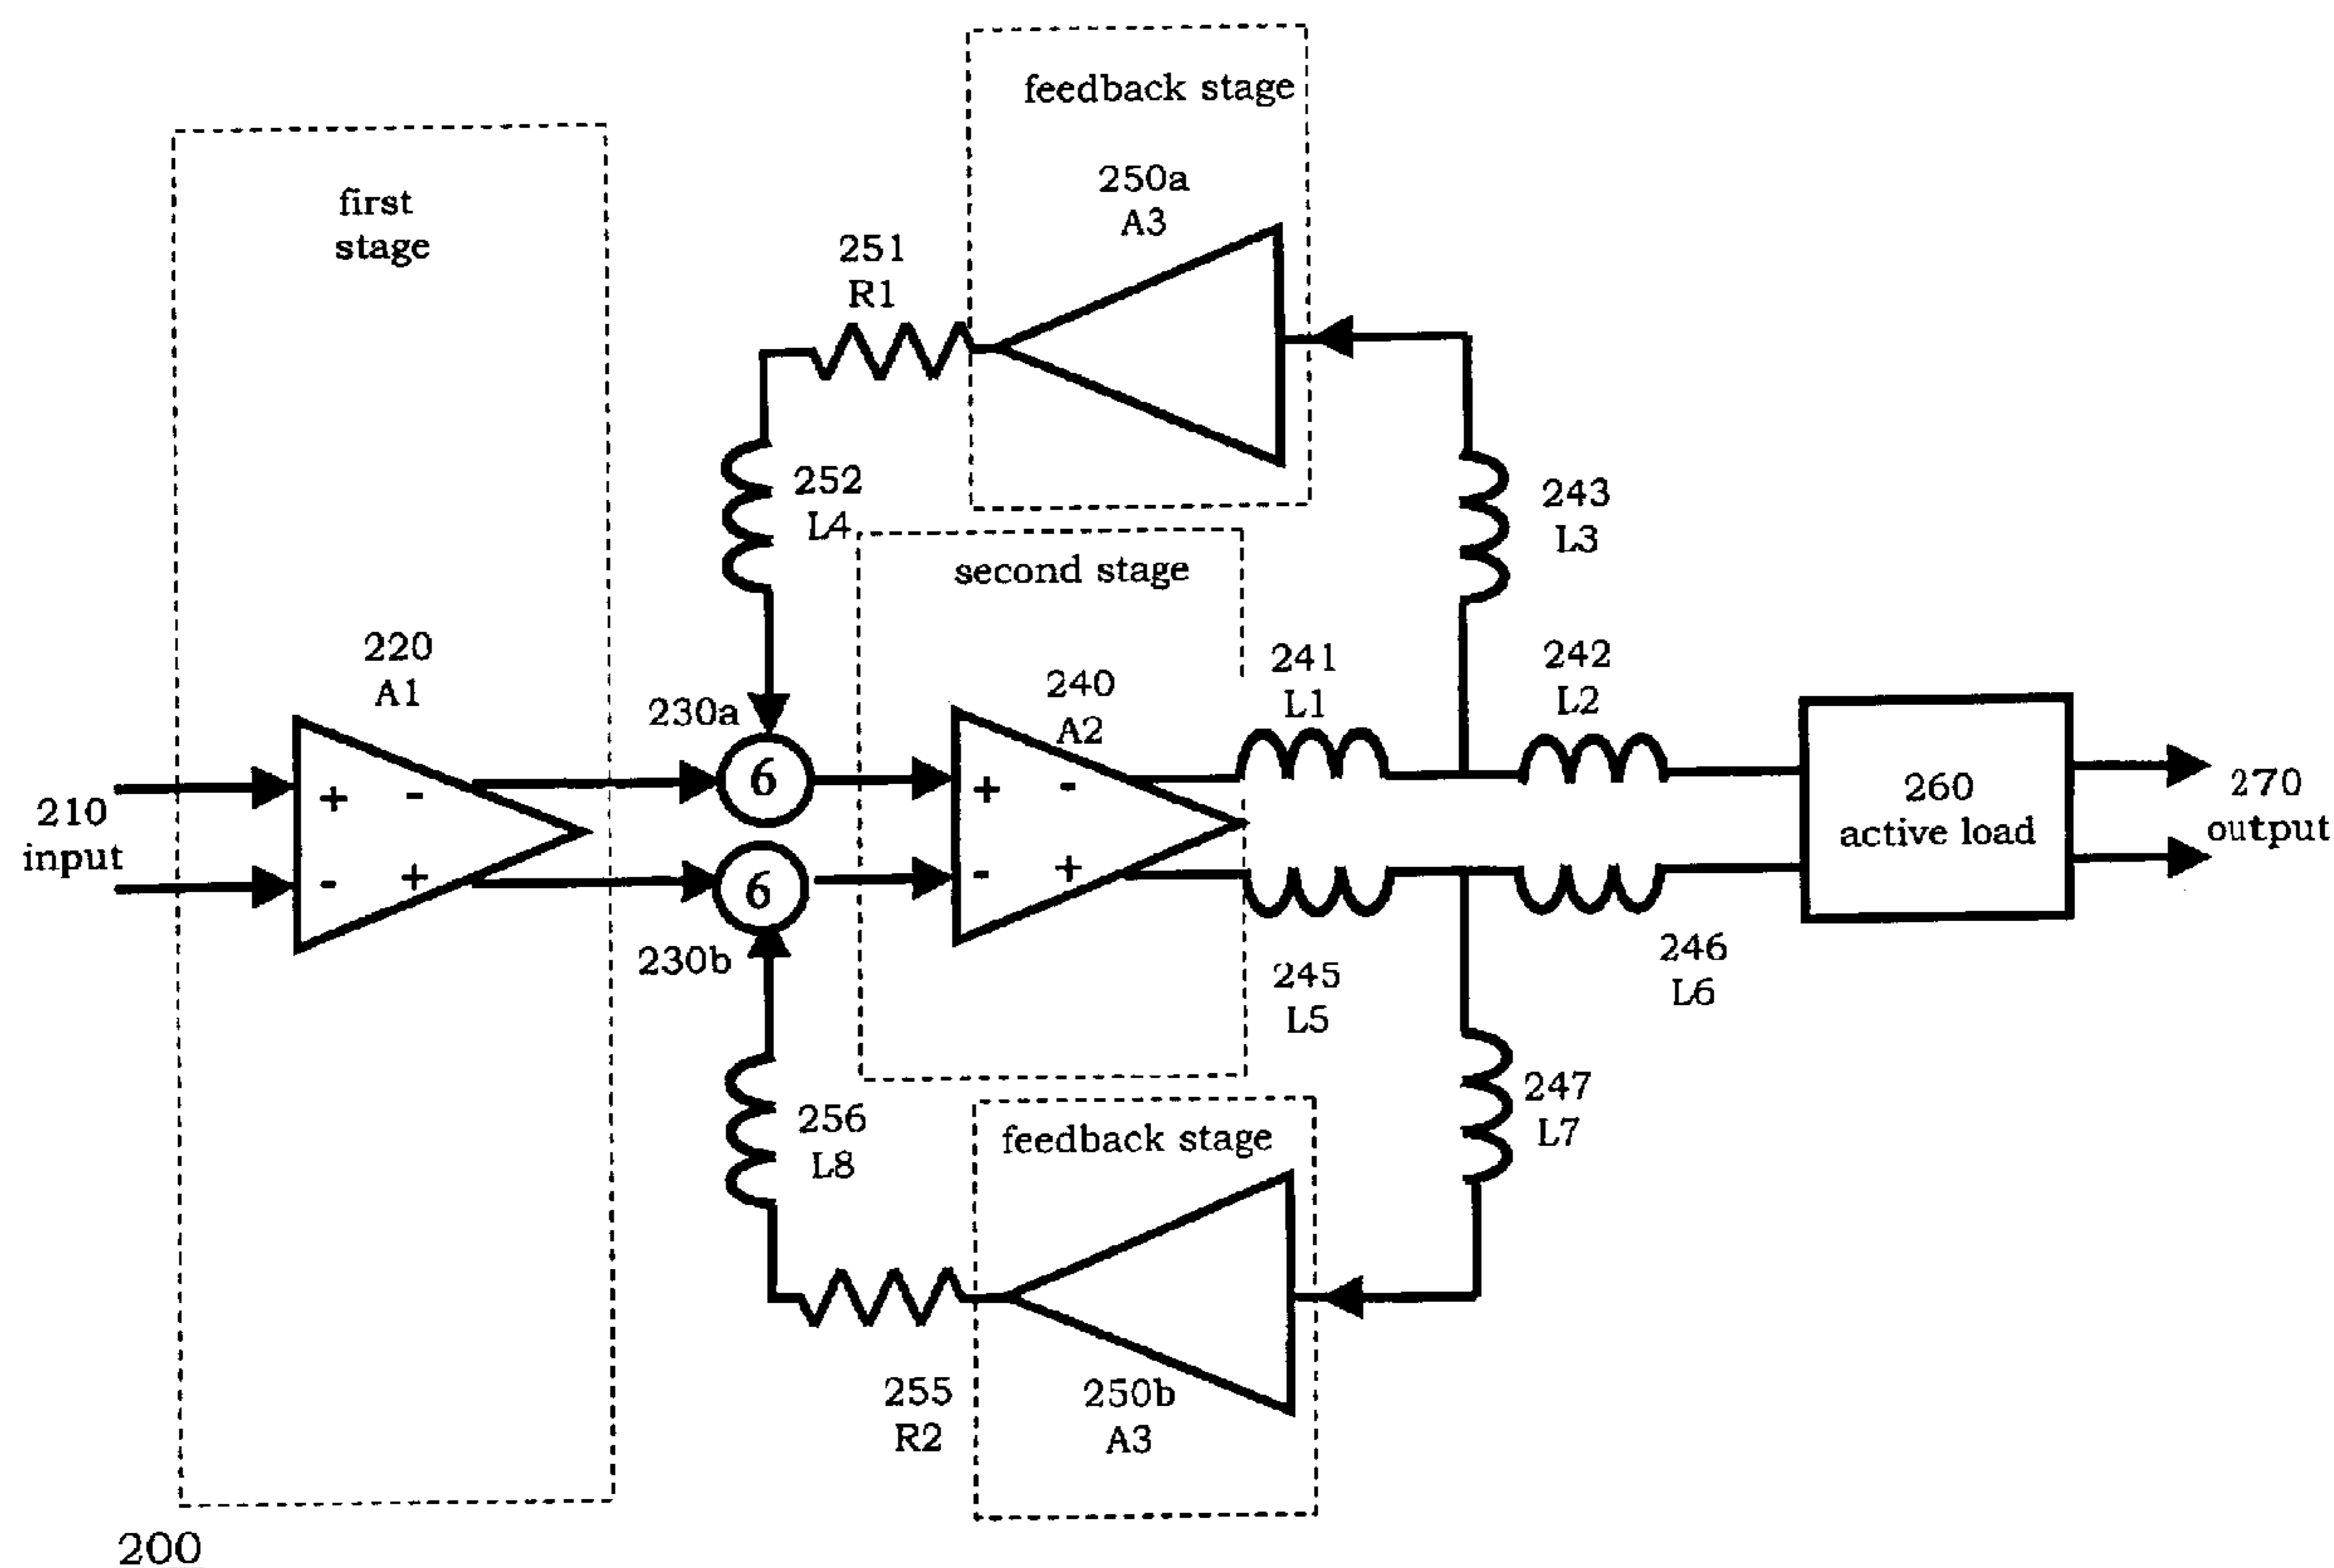 feedback stage
250a
A3
first
stage
251
R1
252
L4
243
L3
second stage
220
A1
230a
240
A2
241
L1
242
L2
6
+ -
+ -
210
input
260
active load
270
output
- +
6
- +
230b
245
L5
246
L6
256
L8
feedback stage
247
L7
255
R2
250b
A3
200